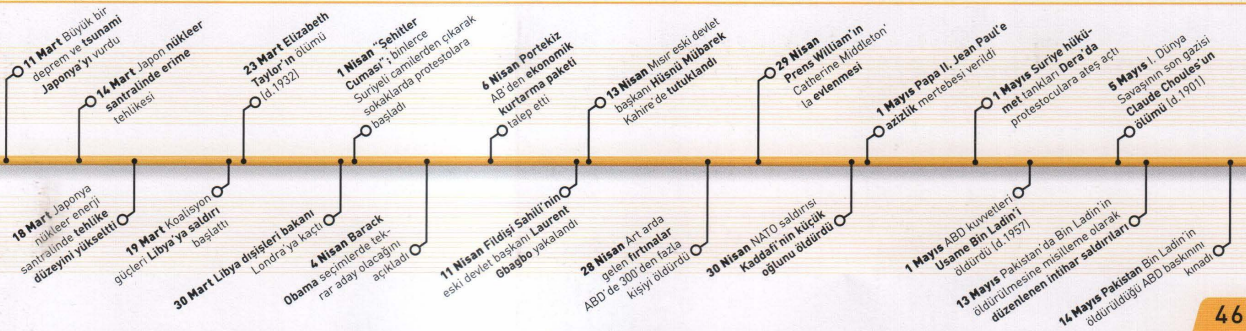 11 Mart Büyük bir
deprem ve tsunami
Japonya'yı vurdu
14 Mart Japon nükleer
santralinde erime
tehlikesi
23 Mart Elizabeth
Taylor'ın ölümü
(d.1932)
1 Nisan "Şehitler
Cuması"; binlerce
Suriyeli camilerden çıkarak
sokaklarda protestolara
başladı
6 Nisan Portekiz
AB'den ekonomik
kurtarma paketi
talep etti
13 Nisan Mısır eski devlet
başkanı Hüsnü Mübarek
Kahire'de tutuklandı
29 Nisan
Prens William'ın
Catherine Middleton'
la evlenmesi
1 Mayıs Papa II. Jean Paul'e
azizlik mertebesi verildi
1 Mayıs Suriye hükü-
met tankları Dera'da
protestoculara ateş açtı
5 Mayıs I. Dünya
Savaşının son gazisi
Claude Choules'un
ölümü (d.1901)
18 Mart Japonya
nükleer enerji
santralinde tehlike
düzeyini yükseltti
19 Mart Koalisyon
güçleri Libya'ya saldırı
başlattı
30 Mart Libya dışişleri bakanı
Londra'ya kaçtı
4 Nisan Barack
Obama seçimlerde tek-
rar aday olacağını
açıkladı
11 Nisan Fildişi Sahili'nin
eski devlet başkanı Laurent
Gbagbo yakalandı
28 Nisan Art arda
gelen fırtınalar
ABD'de 300'den fazla
kişiyi öldürdü
30 Nisan NATO saldırısı
Kaddafi'nin küçük
oğlunu öldürdü
1 Mayıs ABD kuvvetleri
Usame Bin Ladin'i
öldürdü (d.1957)
13 Mayıs Pakistan'da Bin Ladin'in
öldürülmesine misilleme olarak
düzenlenen intihar saldırıları
14 Mayıs Pakistan Bin Ladin'in
öldürüldüğü ABD baskınını
kınadı
46